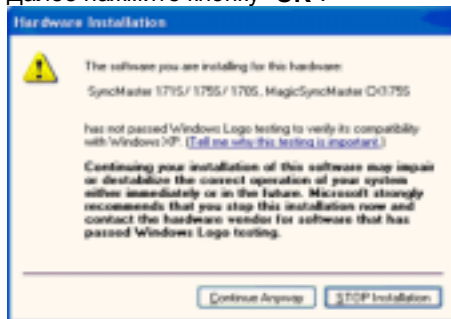 Далее нажмите кнопку "OK".
Hardware Installation
The software you are installing for this hardware:
SyncMaster 171S/ 175S/ 170S, MagicSyncMaster CX175S
has not passed Windows Logo testing to verify its compatibility
with Windows XP. (Tell me why this testing is important.)
Continuing your installation of this software may impair
or destabilize the correct operation of your system
either immediately or in the future. Microsoft strongly
recommends that you stop this installation now and
contact the hardware vendor for software that has
passed Windows Logo testing.
Continue Anyway STOP Installation